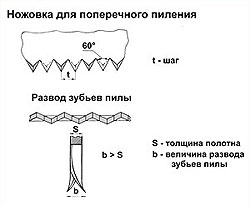 Ножовка для поперечного пиления
60°
t
t - шаг
Развод зубьев пилы
S
b > S
b
S - толщина полотна
b - величина развода
зубьев пилы